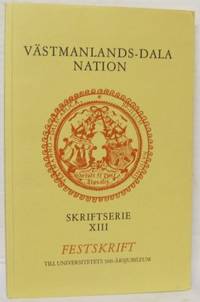 VÄSTMANLANDS-DALA
NATION
SKRIFTSERIE
XIII
FESTSKRIFT
TILL UNIVERSITETETS 500-ÅRSJUBILEUM